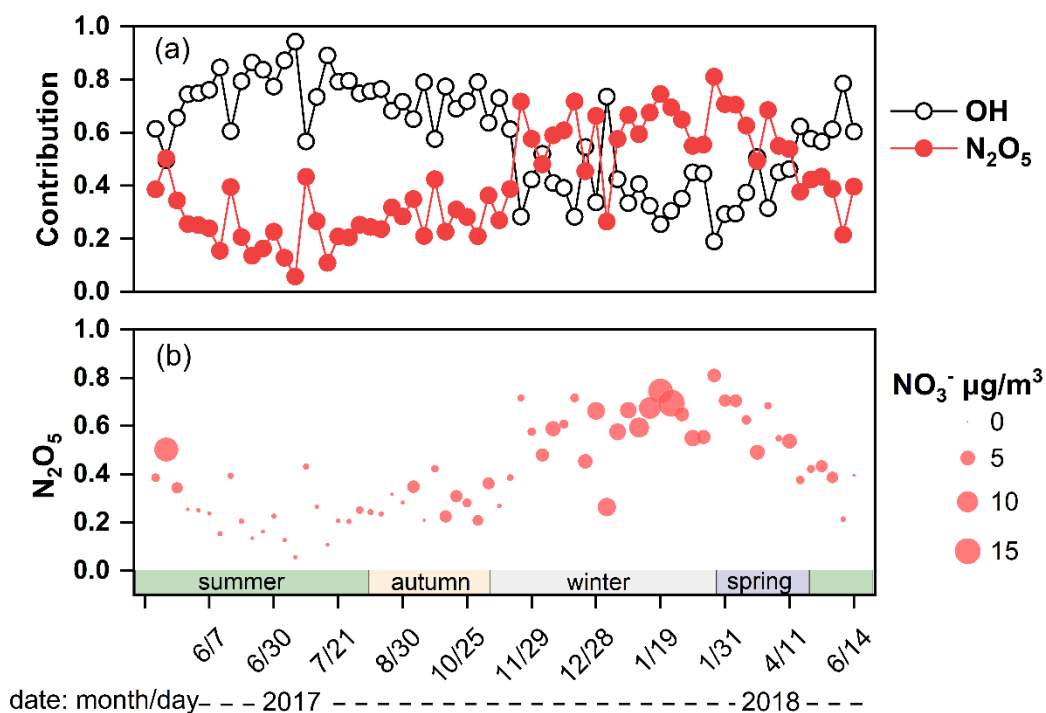 (a)
Contribution
1.0
0.8
0.6
0.4
0.2
0.0
OH
N₂O₅
(b)
N₂O₅
1.0
0.8
0.6
0.4
0.2
0.0
NO₃⁻ µg/m³
0
5
10
15
summer autumn winter spring
6/7 6/30 7/21 8/30 10/25 11/29 12/28 1/19 1/31 4/11 6/14
date: month/day 2017 2018